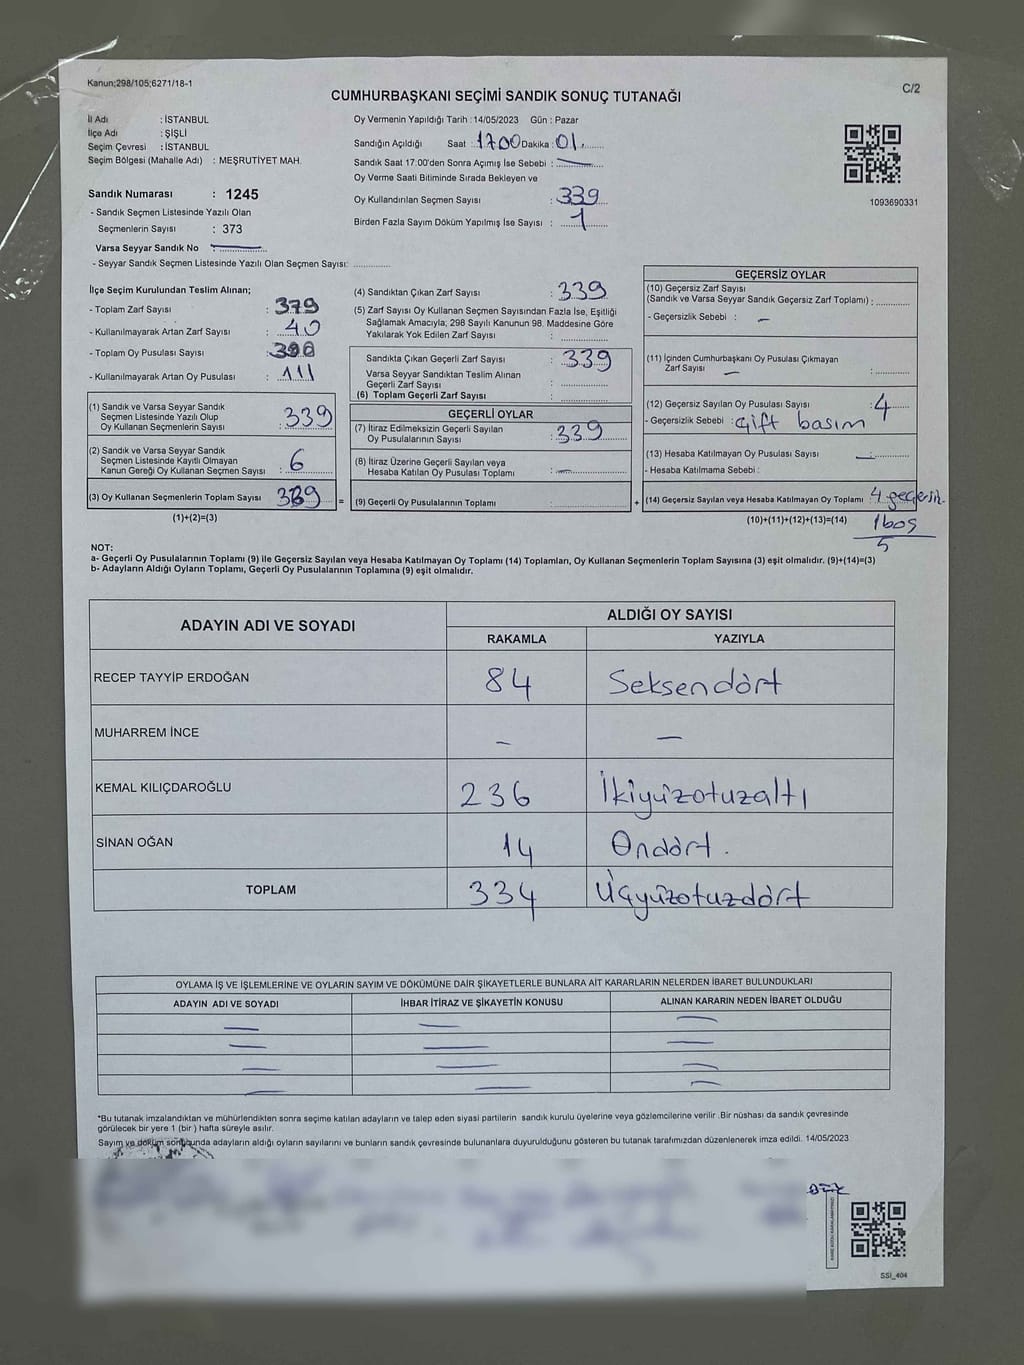 Kanun;298/105;6271/18-1
C/2
CUMHURBAŞKANI SEÇİMİ SANDIK SONUÇ TUTANAĞI
İl Adı : İSTANBUL
İlçe Adı : ŞİŞLİ
Seçim Çevresi : İSTANBUL
Seçim Bölgesi (Mahalle Adı) : MEŞRUTİYET MAH.
Sandık Numarası : 1245
- Sandık Seçmen Listesinde Yazılı Olan
Seçmenlerin Sayısı : 373
Varsa Seyyar Sandık No :
- Seyyar Sandık Seçmen Listesinde Yazılı Olan Seçmen Sayısı: ..............
Oy Vermenin Yapıldığı Tarih : 14/05/2023 Gün : Pazar
Sandığın Açıldığı Saat : 1700 Dakika : 01
Sandık Saat 17:00'den Sonra Açımış İse Sebebi : —
Oy Verme Saati Bitiminde Sırada Bekleyen ve
Oy Kullandırılan Seçmen Sayısı : 339
Birden Fazla Sayım Döküm Yapılmış İse Sayısı : 1
1093690331
İlçe Seçim Kurulundan Teslim Alınan;
- Toplam Zarf Sayısı : 379
- Kullanılmayarak Artan Zarf Sayısı : 40
- Toplam Oy Pusulası Sayısı :
- Kullanılmayarak Artan Oy Pusulası : 111
(1) Sandık ve Varsa Seyyar Sandık
Seçmen Listesinde Yazılı Olup
Oy Kullanan Seçmenlerin Sayısı : 339
(2) Sandık ve Varsa Seyyar Sandık
Seçmen Listesinde Kayıtlı Olmayan
Kanun Gereği Oy Kullanan Seçmen Sayısı : 6
(3) Oy Kullanan Seçmenlerin Toplam Sayısı 339 =
(1)+(2)=(3)
(4) Sandıktan Çıkan Zarf Sayısı : 339
(5) Zarf Sayısı Oy Kullanan Seçmen Sayısından Fazla İse, Eşitliği
Sağlamak Amacıyla; 298 Sayılı Kanunun 98. Maddesine Göre
Yakılarak Yok Edilen Zarf Sayısı :
Sandıkta Çıkan Geçerli Zarf Sayısı : 339
Varsa Seyyar Sandıktan Teslim Alınan
Geçerli Zarf Sayısı :
(6) Toplam Geçerli Zarf Sayısı :
GEÇERLİ OYLAR
(7) İtiraz Edilmeksizin Geçerli Sayılan
Oy Pusulalarının Sayısı : 339
(8) İtiraz Üzerine Geçerli Sayılan veya
Hesaba Katılan Oy Pusulası Toplamı : —
(9) Geçerli Oy Pusulalarının Toplamı : +
GEÇERSİZ OYLAR
(10) Geçersiz Zarf Sayısı
(Sandık ve Varsa Seyyar Sandık Geçersiz Zarf Toplamı) :
- Geçersizlik Sebebi : —
(11) İçinden Cumhurbaşkanı Oy Pusulası Çıkmayan
Zarf Sayısı — :
(12) Geçersiz Sayılan Oy Pusulası Sayısı : 4
- Geçersizlik Sebebi : Çift basım
(13) Hesaba Katılmayan Oy Pusulası Sayısı : —
- Hesaba Katılmama Sebebi :
(14) Geçersiz Sayılan veya Hesaba Katılmayan Oy Toplamı 4 geçersiz.
(10)+(11)+(12)+(13)=(14) 1boş
5
NOT:
a- Geçerli Oy Pusulalarının Toplamı (9) ile Geçersiz Sayılan veya Hesaba Katılmayan Oy Toplamı (14) Toplamları, Oy Kullanan Seçmenlerin Toplam Sayısına (3) eşit olmalıdır. (9)+(14)=(3)
b- Adayların Aldığı Oyların Toplamı, Geçerli Oy Pusulalarının Toplamına (9) eşit olmalıdır.
ADAYIN ADI VE SOYADI
ALDIĞI OY SAYISI
RAKAMLA YAZIYLA
RECEP TAYYİP ERDOĞAN 84 Seksendört
MUHARREM İNCE — —
KEMAL KILIÇDAROĞLU 236 İkiyüzotuzaltı
SİNAN OĞAN 14 Ondört.
TOPLAM 334 Üçyüzotuzdört
OYLAMA İŞ VE İŞLEMLERİNE VE OYLARIN SAYIM VE DÖKÜMÜNE DAİR ŞİKAYETLERLE BUNLARA AİT KARARLARIN NELERDEN İBARET BULUNDUKLARI
ADAYIN ADI VE SOYADI İHBAR İTİRAZ VE ŞİKAYETİN KONUSU ALINAN KARARIN NEDEN İBARET OLDUĞU
— — —
— — —
— — —
— — —
*Bu tutanak imzalandıktan ve mühürlendikten sonra seçime katılan adayların ve talep eden siyasi partilerin sandık kurulu üyelerine veya gözlemcilerine verilir .Bir nüshası da sandık çevresinde
görülecek bir yere 1 (bir ) hafta süreyle asılır.
Sayım ve döküm sonucunda adayların aldığı oyların sayılarını ve bunların sandık çevresinde bulunanlara duyurulduğunu gösteren bu tutanak tarafımızdan düzenlenerek imza edildi. 14/05/2023
SSİ_404